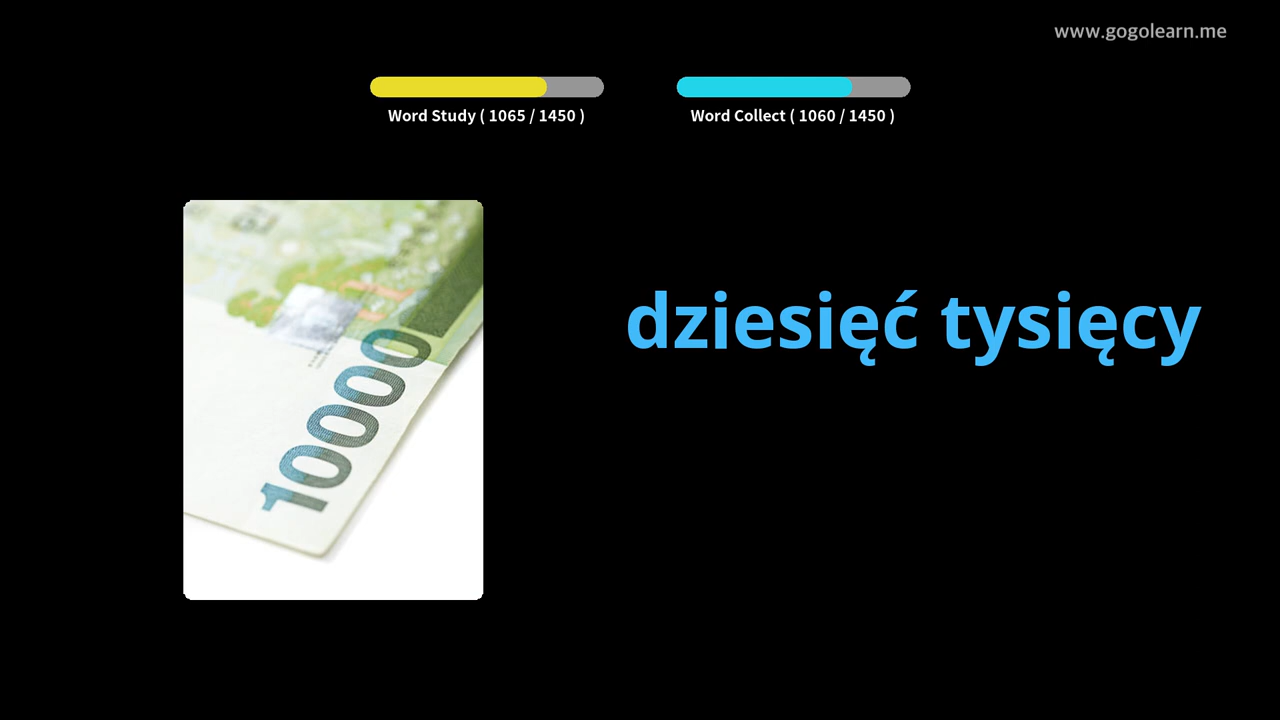 www.gogolearn.me
Word Study ( 1065 / 1450 )
Word Collect ( 1060 / 1450 )
dziesięć tysięcy
10000